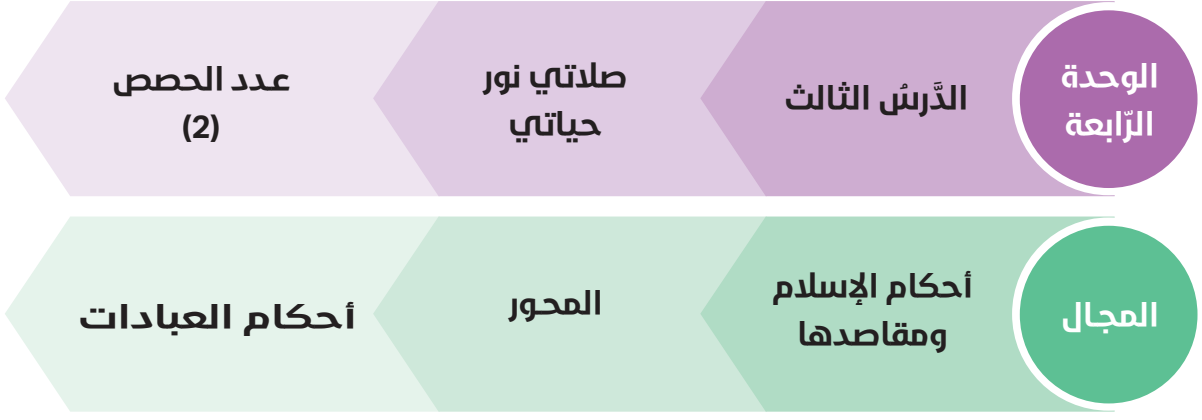 الوحدة
الرّابعة
الدَّرسُ الثالث
صلاتي نور
حياتي
عدد الحصص
(2)
المجال
أحكام الإسلام
ومقاصدها
المحور
أحكام العبادات